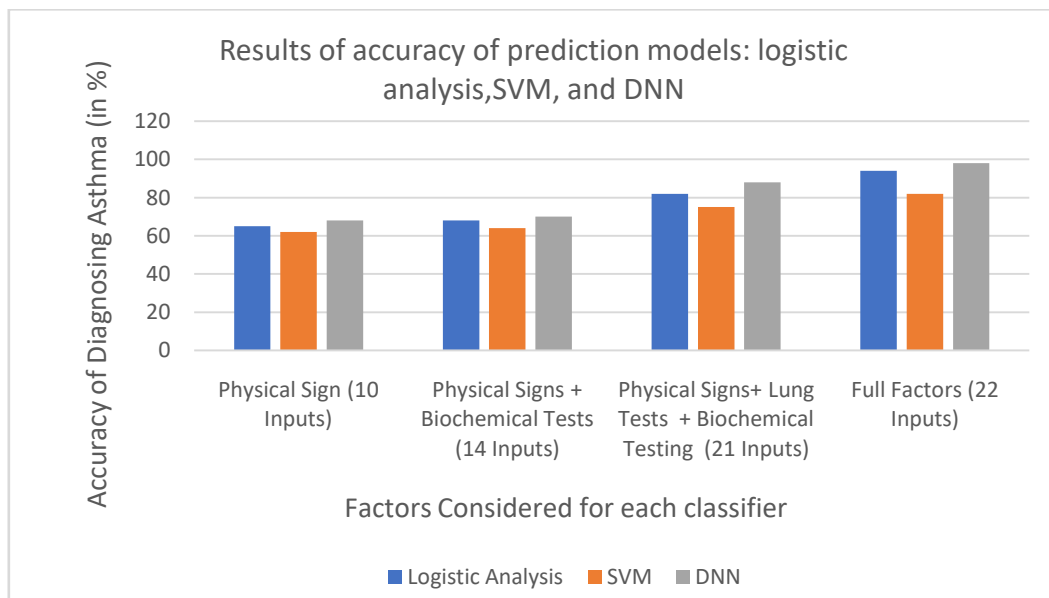 Results of accuracy of prediction models: logistic
analysis,SVM, and DNN
Accuracy of Diagnosing Asthma (in %)
120
100
80
60
40
20
0
Physical Sign (10
Inputs)
Physical Signs +
Biochemical Tests
(14 Inputs)
Physical Signs+ Lung
Tests + Biochemical
Testing (21 Inputs)
Full Factors (22
Inputs)
Factors Considered for each classifier
Logistic Analysis SVM DNN